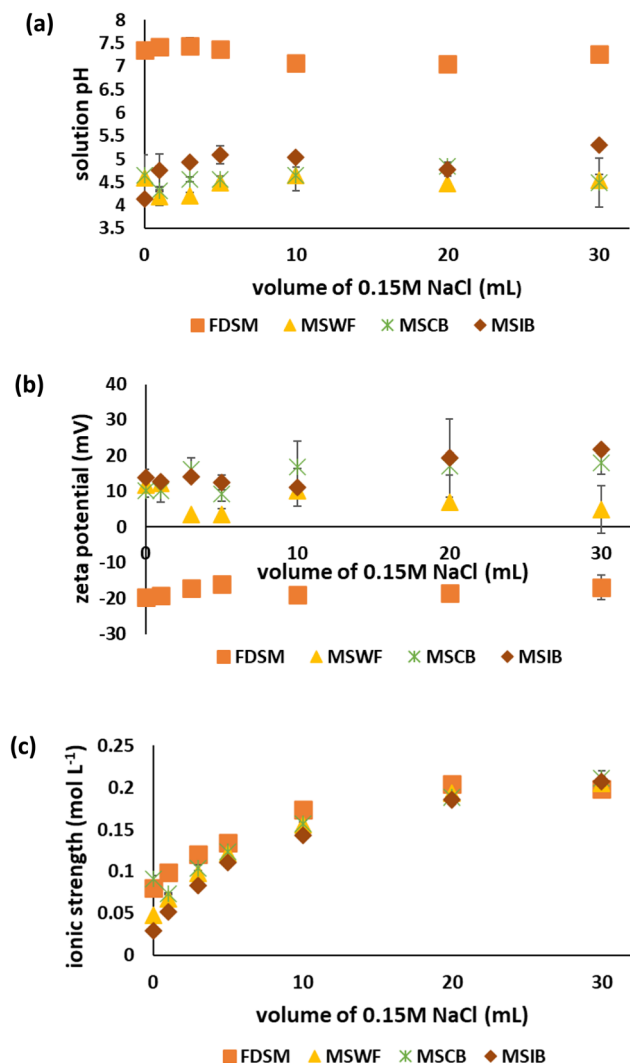 (a)
8
7.5
7
6.5
6
5.5
5
4.5
4
3.5
solution pH
0 10 20 30
volume of 0.15M NaCl (mL)
FDSM MSWF MSCB MSIB
(b)
40
30
20
10
0
-10
-20
-30
zeta potential (mV)
0 10 20 30
volume of 0.15M NaCl (mL)
FDSM MSWF MSCB MSIB
(c)
0.25
0.2
0.15
0.1
0.05
0
ionic strength (mol L⁻¹)
0 10 20 30
volume of 0.15M NaCl (mL)
FDSM MSWF MSCB MSIB